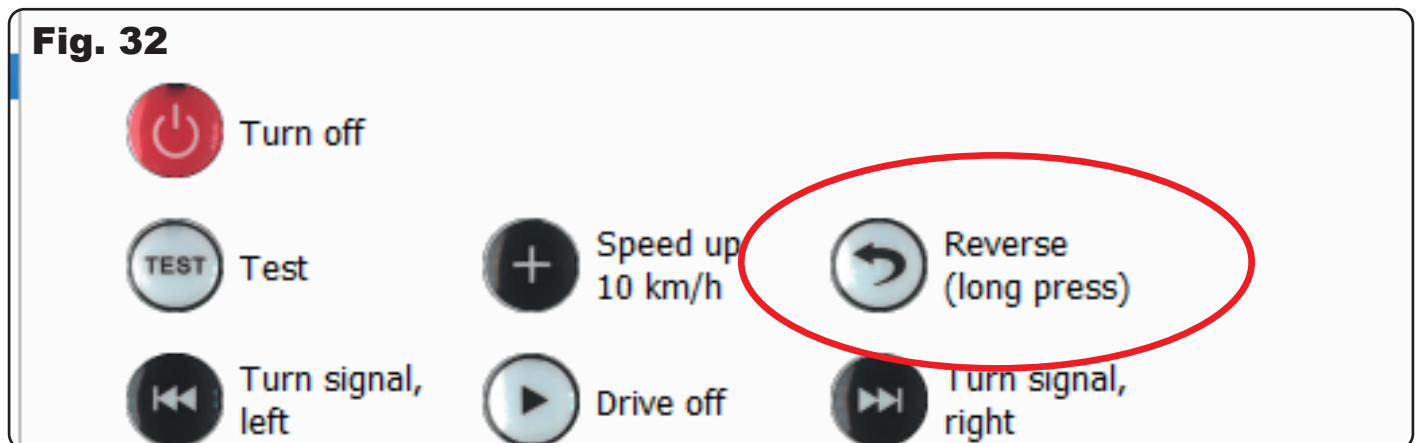 Fig. 32
Turn off
TEST
Test
Speed up
10 km/h
Reverse
(long press)
Turn signal,
left
Drive off
Turn signal,
right